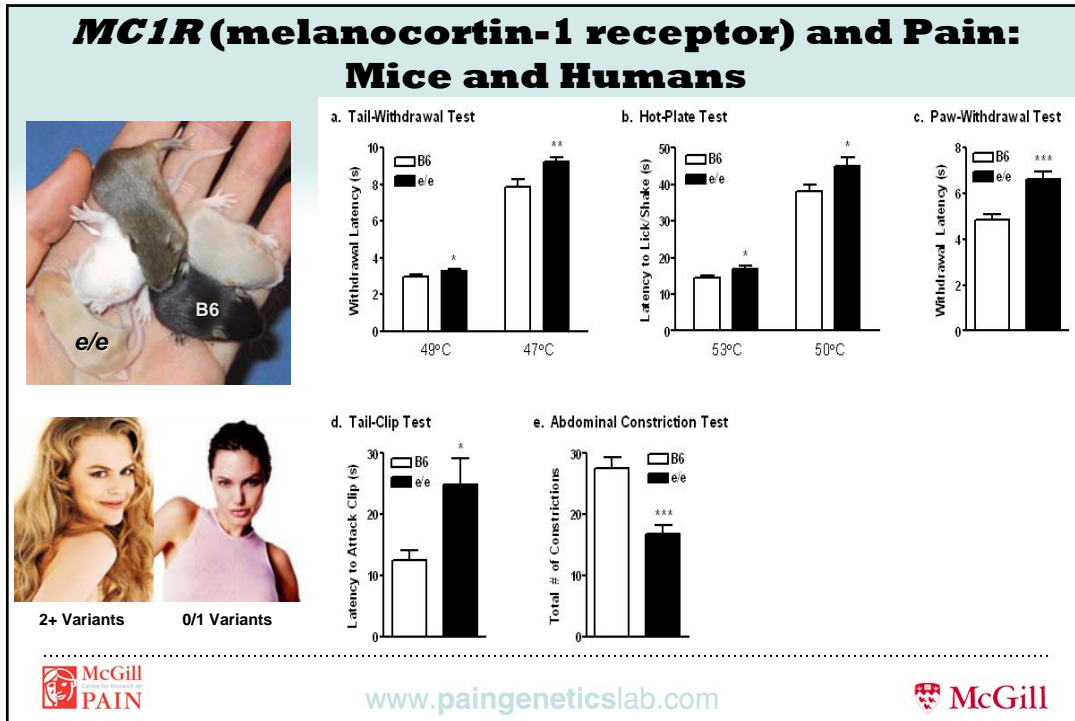 MC1R (melanocortin-1 receptor) and Pain:
Mice and Humans
B6
e/e
a. Tail-Withdrawal Test
Withdrawal Latency (s)
10
8
6
4
2
0
B6
e/e
*
**
49°C
47°C
b. Hot-Plate Test
Latency to Lick/Shake (s)
50
40
30
20
10
0
B6
e/e
*
*
53°C
50°C
c. Paw-Withdrawal Test
Withdrawal Latency (s)
8
6
4
2
0
B6
e/e
***
2+ Variants
0/1 Variants
d. Tail-Clip Test
Latency to Attack Clip (s)
30
20
10
0
B6
e/e
*
e. Abdominal Constriction Test
Total # of Constrictions
30
20
10
0
B6
e/e
***
McGill
Centre for Research on
PAIN
www.paingeneticslab.com
McGill